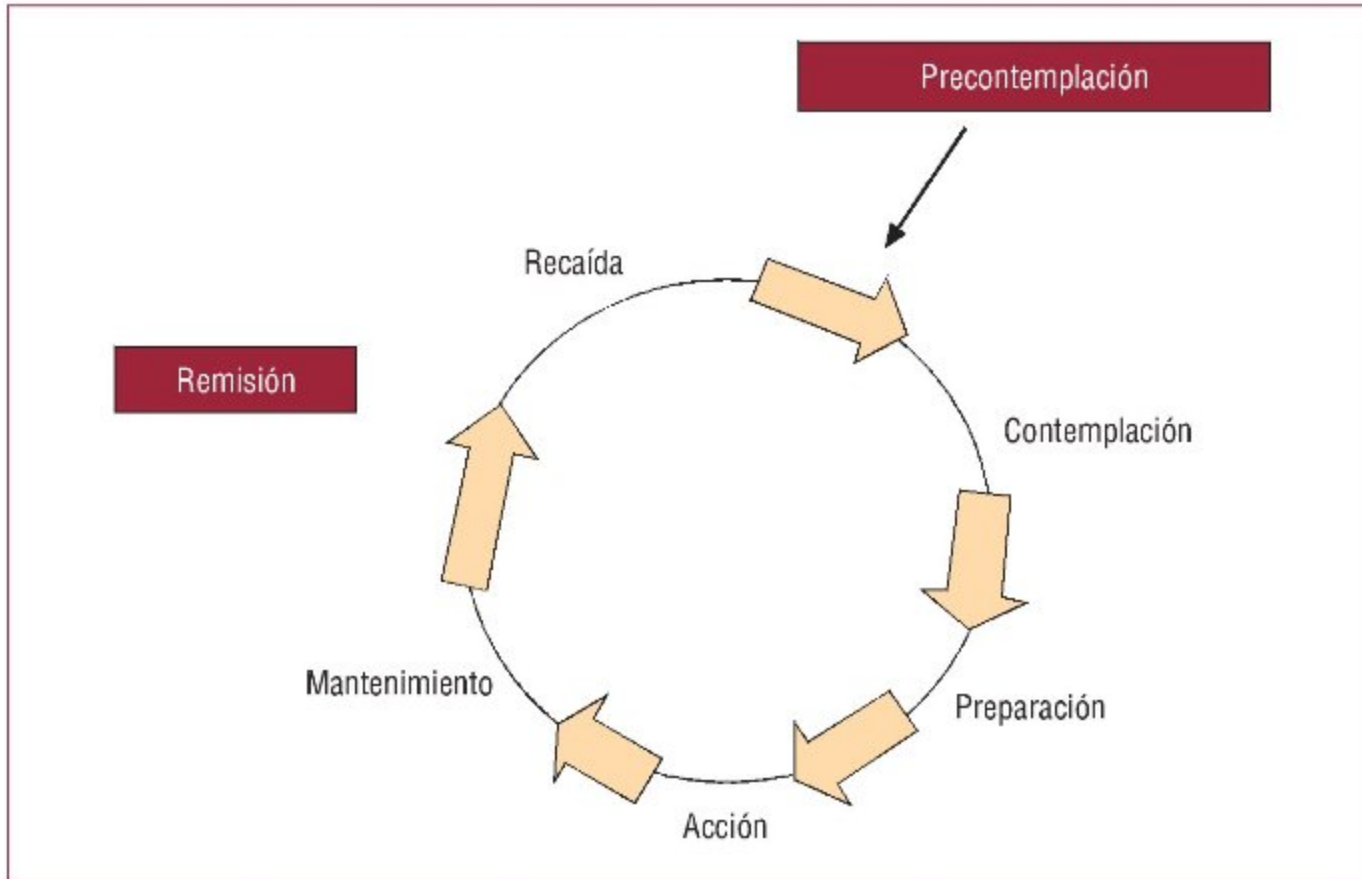 Precontemplación
Recaída
Remisión
Contemplación
Mantenimiento
Preparación
Acción